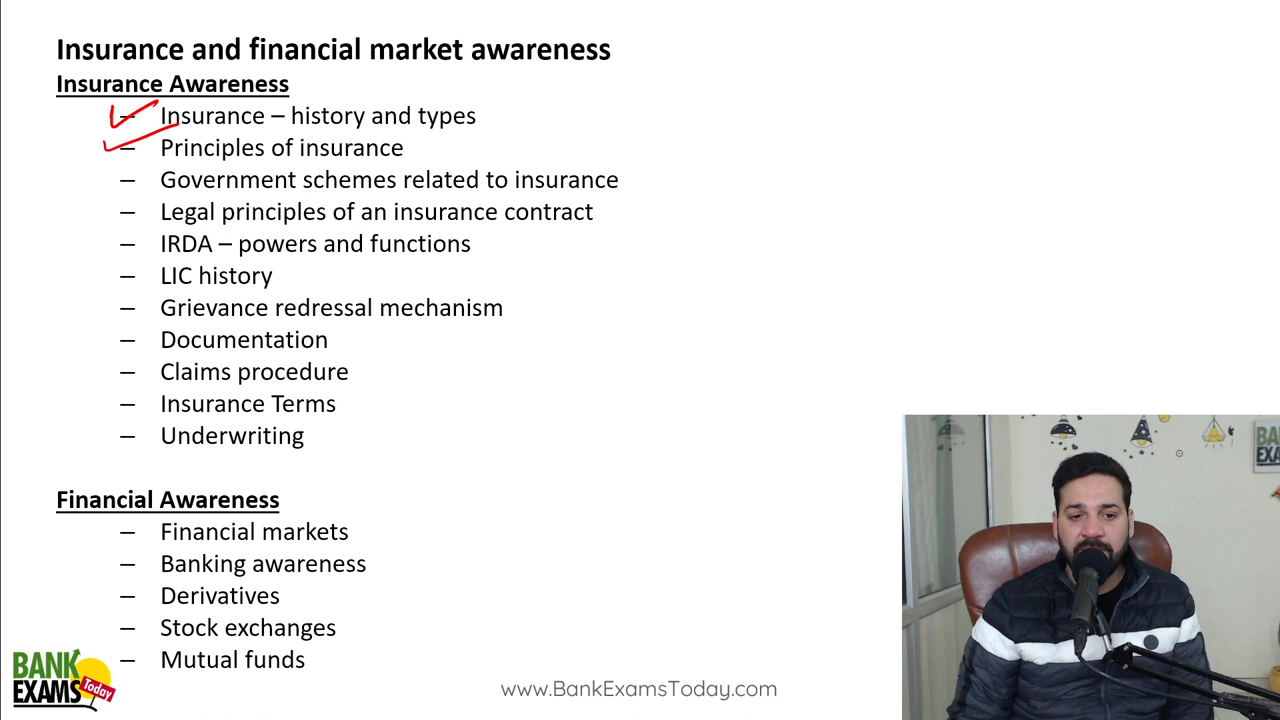 Insurance and financial market awareness
Insurance Awareness
– Insurance – history and types
– Principles of insurance
– Government schemes related to insurance
– Legal principles of an insurance contract
– IRDA – powers and functions
– LIC history
– Grievance redressal mechanism
– Documentation
– Claims procedure
– Insurance Terms
– Underwriting
Financial Awareness
– Financial markets
– Banking awareness
– Derivatives
– Stock exchanges
– Mutual funds
BANK
EXAMS
Today
www.BankExamsToday.com
BANK
EXA